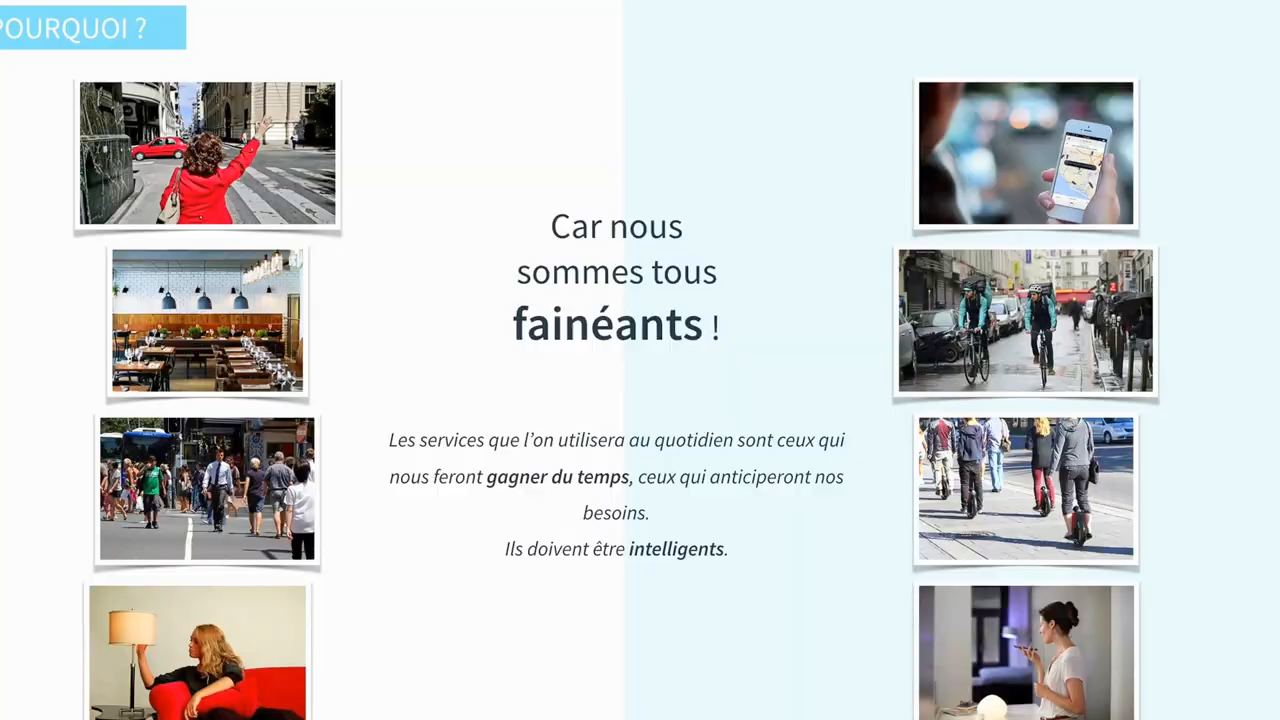 POURQUOI ?
Car nous
sommes tous
fainéants !
Les services que l’on utilisera au quotidien sont ceux qui
nous feront gagner du temps, ceux qui anticiperont nos
besoins.
Ils doivent être intelligents.